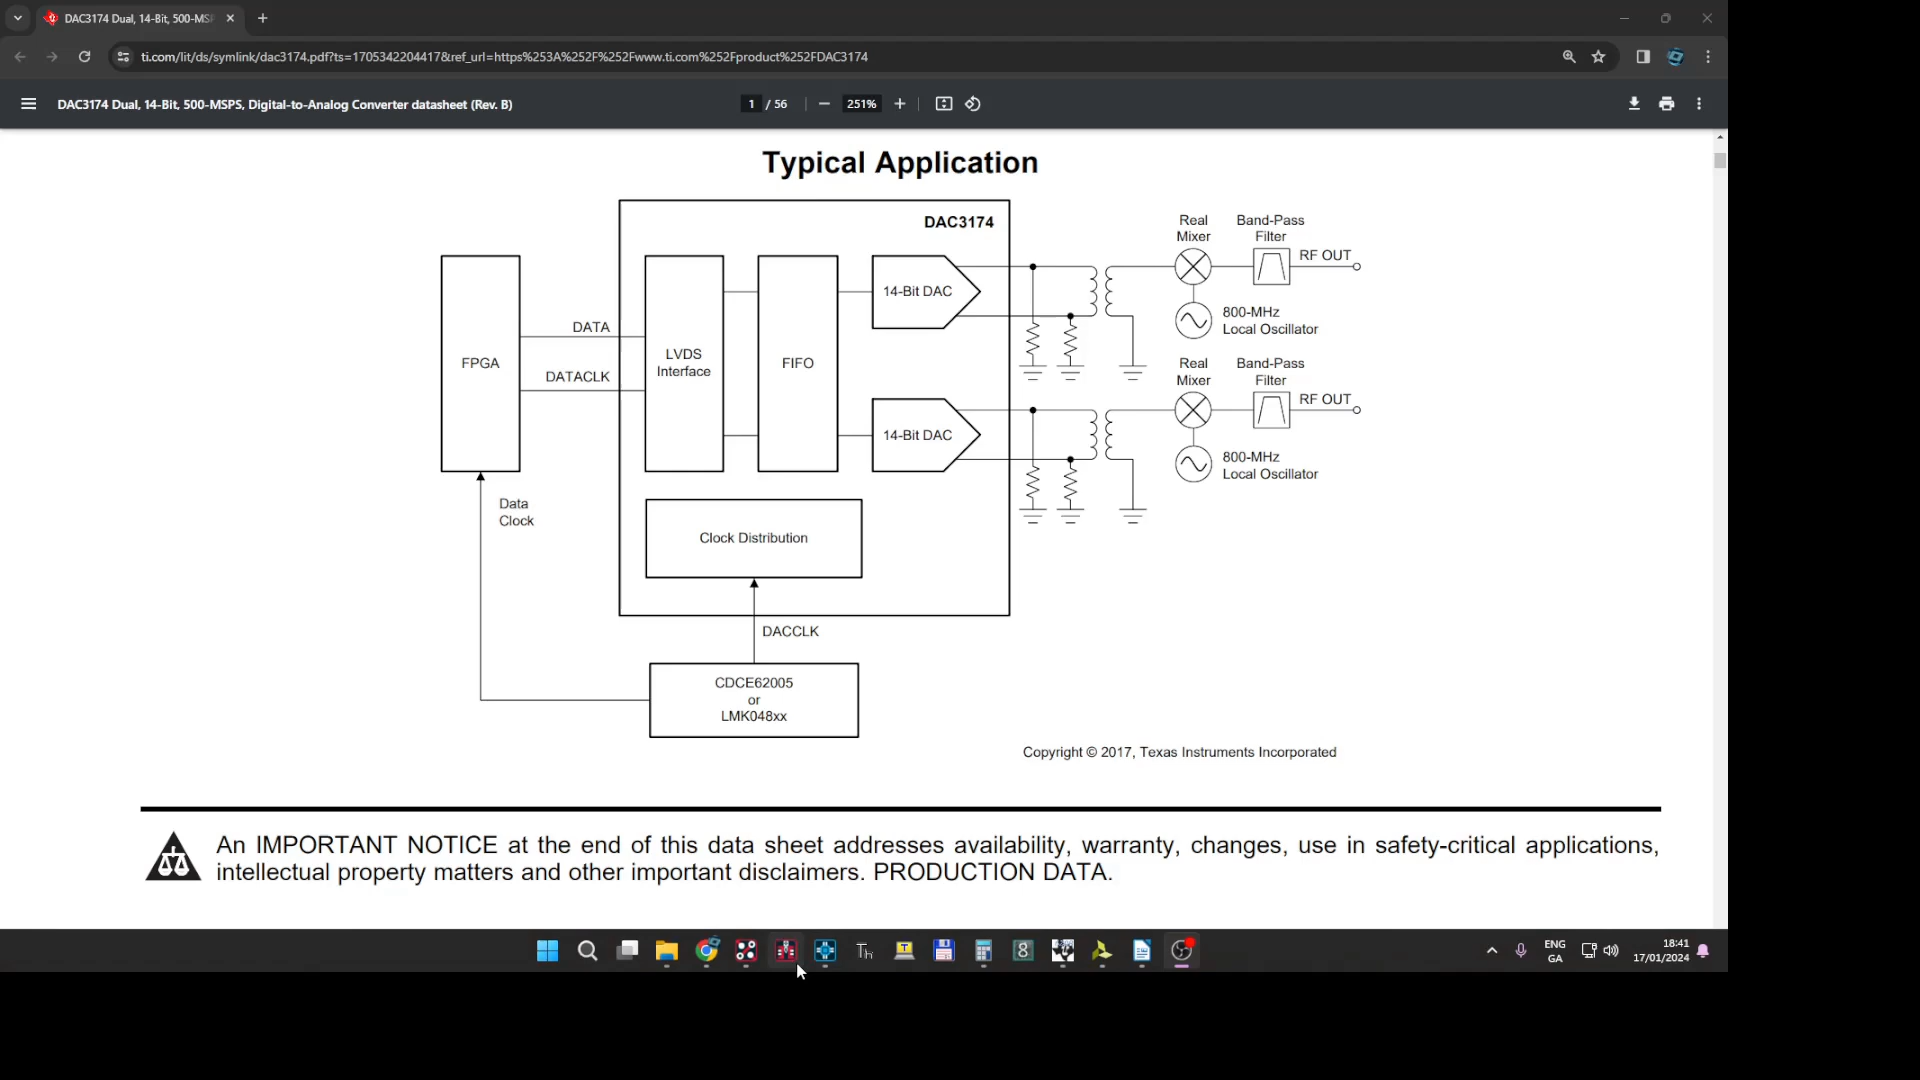 DAC3174 Dual, 14-Bit, 500-MS
ti.com/lit/ds/symlink/dac3174.pdf?ts=1705342204417&ref_url=https%253A%252F%252Fwww.ti.com%252Fproduct%252FDAC3174
DAC3174 Dual, 14-Bit, 500-MSPS, Digital-to-Analog Converter datasheet (Rev. B)
1 / 56
251%
Typical Application
DAC3174
FPGA
DATA
DATACLK
LVDS
Interface
FIFO
14-Bit DAC
14-Bit DAC
Real
Mixer
Band-Pass
Filter
RF OUT
800-MHz
Local Oscillator
Real
Mixer
Band-Pass
Filter
RF OUT
800-MHz
Local Oscillator
Data
Clock
Clock Distribution
DACCLK
CDCE62005
or
LMK048xx
Copyright © 2017, Texas Instruments Incorporated
An IMPORTANT NOTICE at the end of this data sheet addresses availability, warranty, changes, use in safety-critical applications,
intellectual property matters and other important disclaimers. PRODUCTION DATA.
Th
T
8
ENG
GA
18:41
17/01/2024